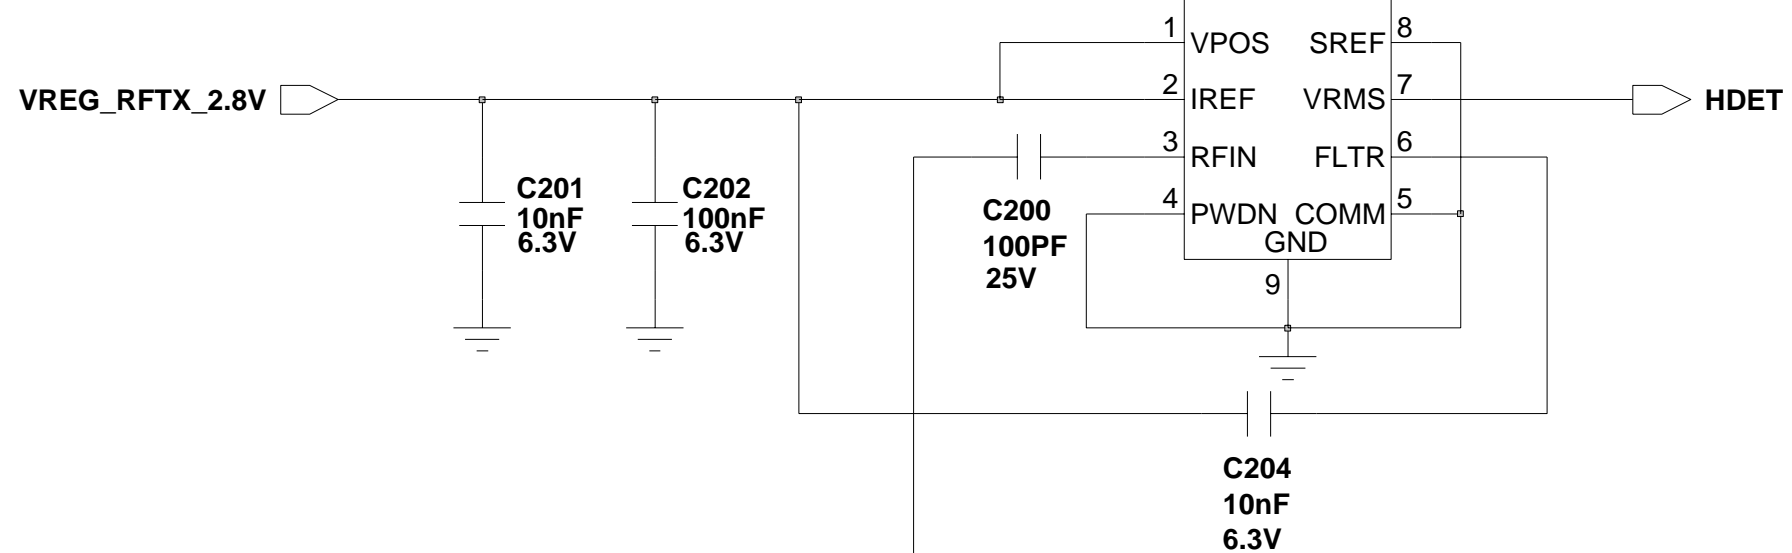 1 VPOS SREF 8
VREG_RFTX_2.8V 2 IREF VRMS 7 HDET
3 RFIN FLTR 6
4 PWDN COMM 5
GND
9
C201
10nF
6.3V
C202
100nF
6.3V
C200
100PF
25V
C204
10nF
6.3V